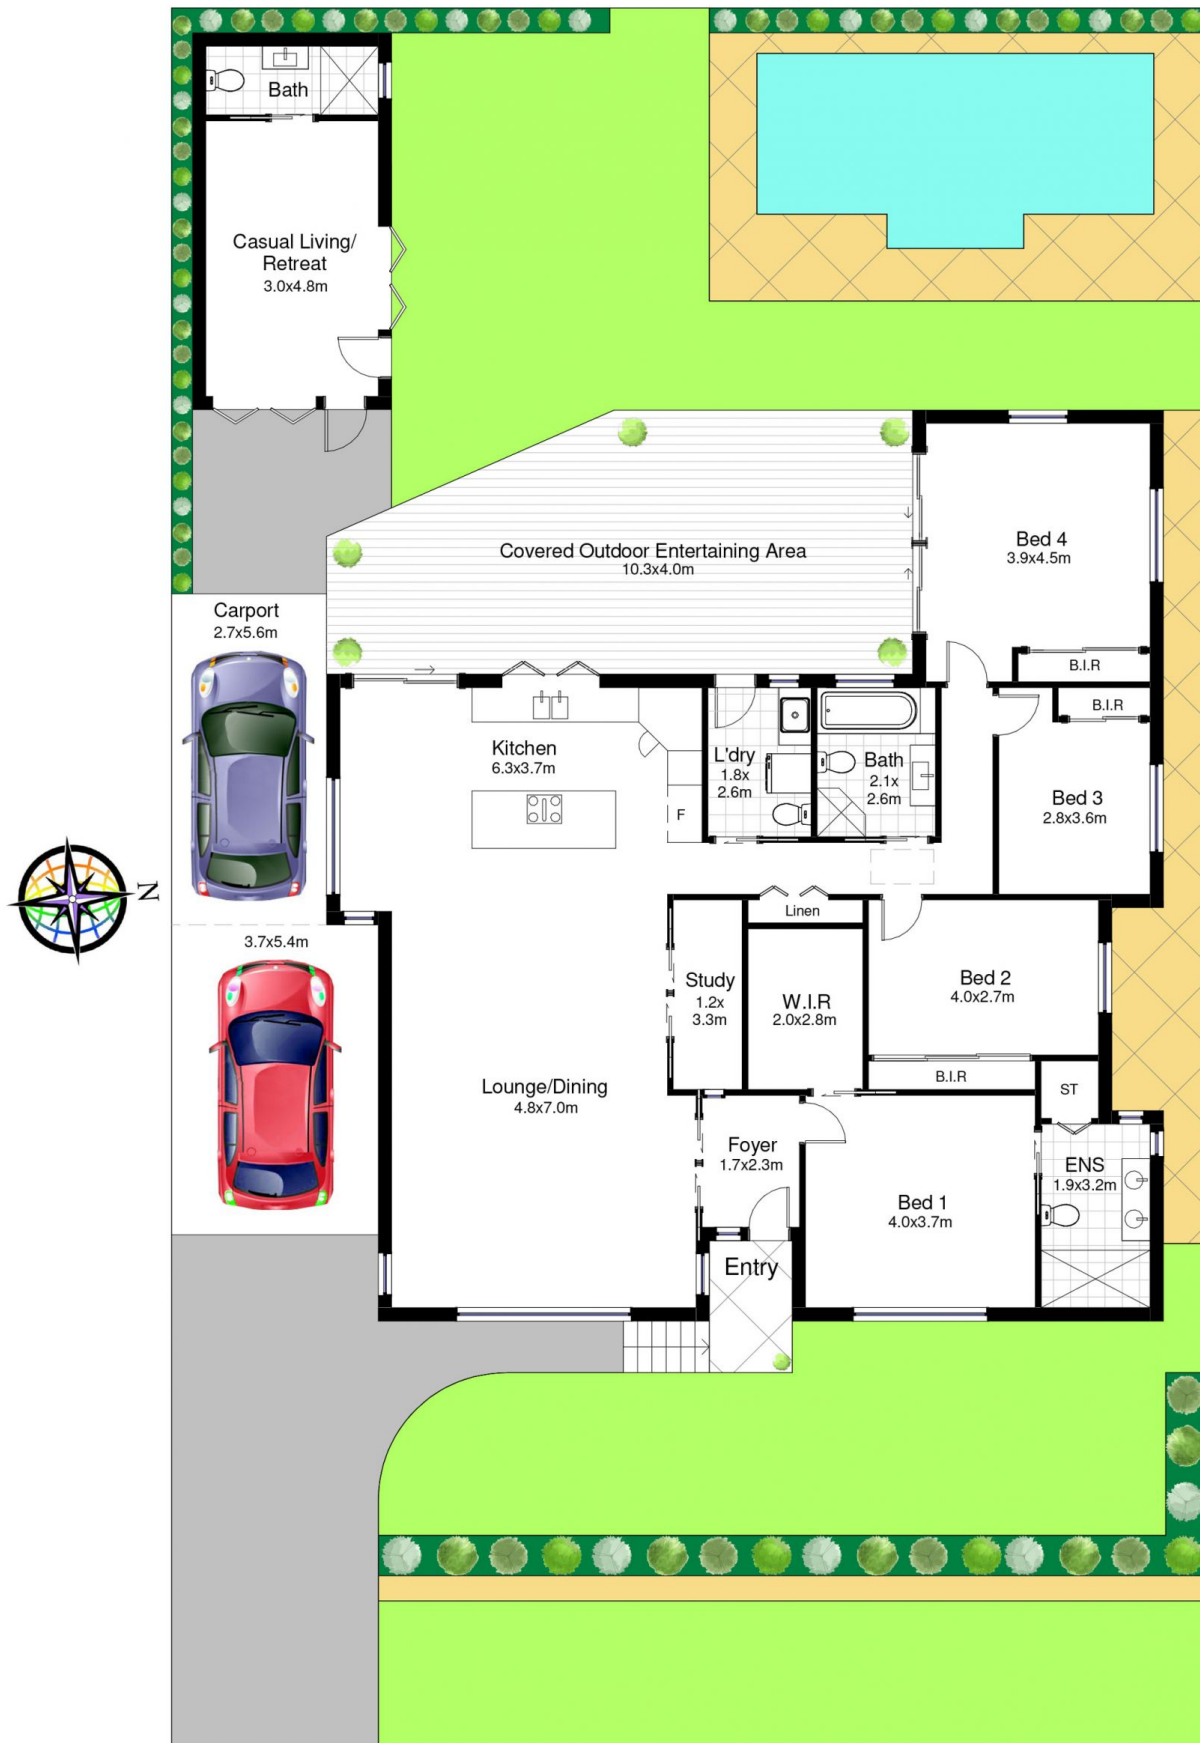 Bath
Casual Living/
Retreat
3.0x4.8m
Covered Outdoor Entertaining Area
10.3x4.0m
Bed 4
3.9x4.5m
B.I.R
Carport
2.7x5.6m
B.I.R
Kitchen
6.3x3.7m
L'dry
1.8x
2.6m
Bath
2.1x
2.6m
Bed 3
2.8x3.6m
F
N
3.7x5.4m
Linen
Study
1.2x
3.3m
W.I.R
2.0x2.8m
Bed 2
4.0x2.7m
B.I.R
ST
Lounge/Dining
4.8x7.0m
Foyer
1.7x2.3m
ENS
1.9x3.2m
Bed 1
4.0x3.7m
Entry